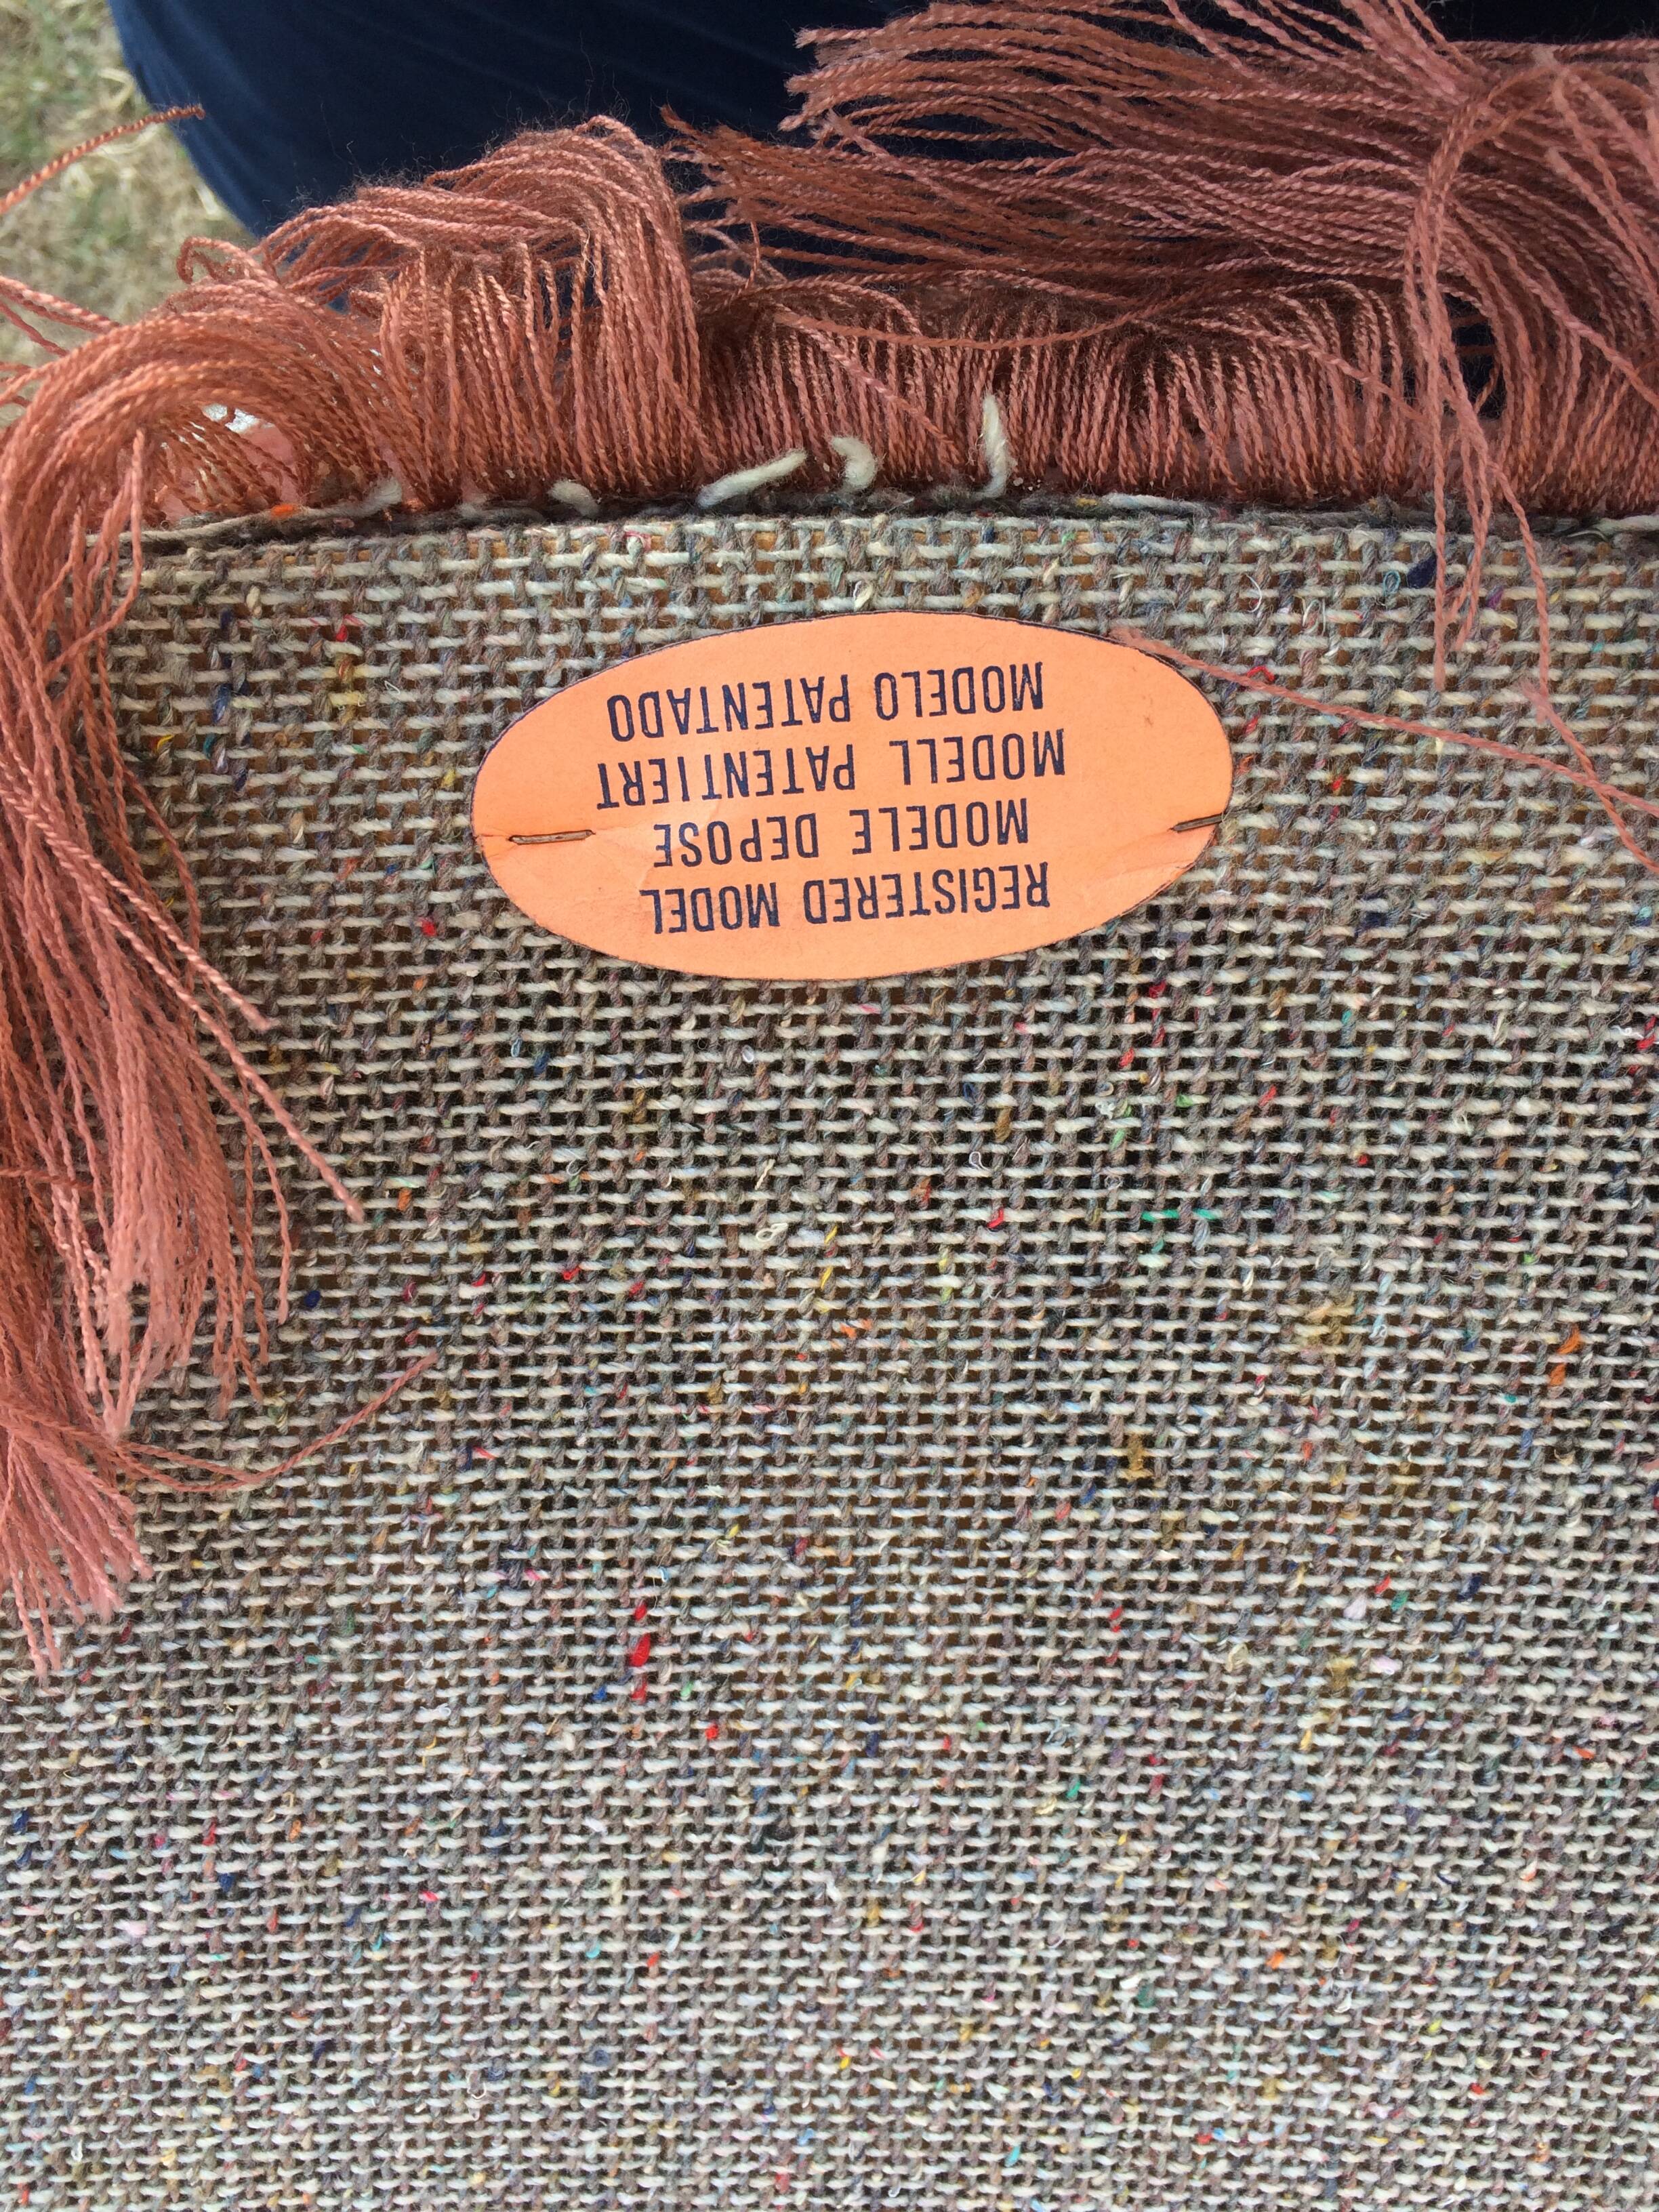 REGISTERED MODEL
MODELE DEPOSE
MODELL PATENTIERT
MODELO PATENTADO